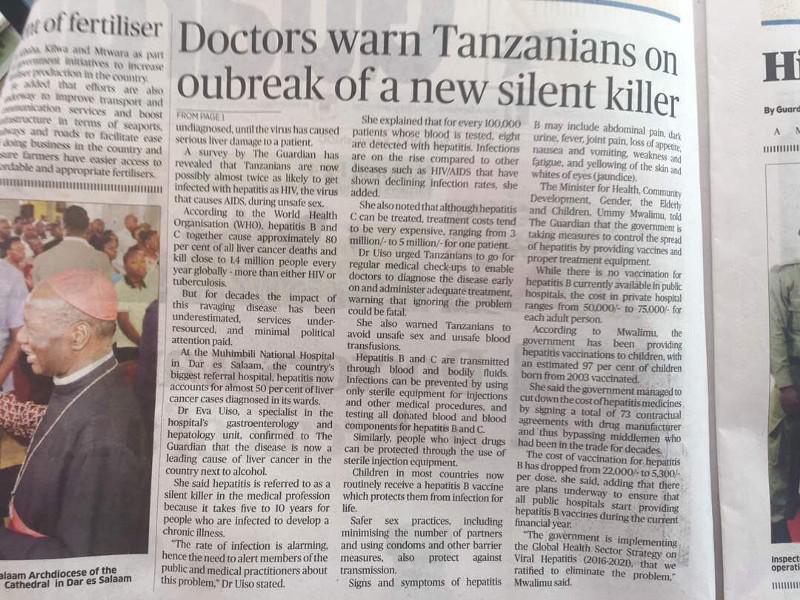 nt of fertiliser
Kilwa and Mtwara as part
initiatives to increase
production in the country.
added that efforts are also
to improve transport and
services and boost
in terms of seaports,
and roads to facilitate ease
doing business in the country and
farmers have easier access to
and appropriate fertilisers.
alaam Archdiocese of the
Cathedral in Dar es Salaam
Doctors warn Tanzanians on
oubreak of a new silent killer
FROM PAGE 1
undiagnosed, until the virus has caused
serious liver damage to a patient.
A survey by The Guardian has
revealed that Tanzanians are now
possibly almost twice as likely to get
infected with hepatitis as HIV, the virus
that causes AIDS, during unsafe sex.
According to the World Health
Organisation (WHO), hepatitis B and
C together cause approximately 80
per cent of all liver cancer deaths and
kill close to 1.4 million people every
year globally - more than either HIV or
tuberculosis.
But for decades the impact of
this ravaging disease has been
underestimated, services under-
resourced, and minimal political
attention paid.
At the Muhimbili National Hospital
in Dar es Salaam, the country's
biggest referral hospital, hepatitis now
accounts for almost 50 per cent of liver
cancer cases diagnosed in its wards.
Dr Eva Uiso, a specialist in the
hospital's gastroenterology and
hepatology unit, confirmed to The
Guardian that the disease is now a
leading cause of liver cancer in the
country next to alcohol.
She said hepatitis is referred to as a
silent killer in the medical profession
because it takes five to 10 years for
people who are infected to develop a
chronic illness.
"The rate of infection is alarming,
hence the need to alert members of the
public and medical practitioners about
this problem," Dr Uiso stated.
She explained that for every 100,000
patients whose blood is tested, eight
are detected with hepatitis. Infections
are on the rise compared to other
diseases such as HIV/AIDS that have
shown declining infection rates, she
added.
She also noted that although hepatitis
C can be treated, treatment costs tend
to be very expensive, ranging from 3
million/- to 5 million/- for one patient.
Dr Uiso urged Tanzanians to go for
regular medical check-ups to enable
doctors to diagnose the disease early
on and administer adequate treatment,
warning that ignoring the problem
could be fatal.
She also warned Tanzanians to
avoid unsafe sex and unsafe blood
transfusions.
Hepatitis B and C are transmitted
through blood and bodily fluids.
Infections can be prevented by using
only sterile equipment for injections
and other medical procedures, and
testing all donated blood and blood
components for hepatitis B and C.
Similarly, people who inject drugs
can be protected through the use of
sterile injection equipment.
Children in most countries now
routinely receive a hepatitis B vaccine
which protects them from infection for
life.
Safer sex practices, including
minimising the number of partners
and using condoms and other barrier
measures, also protect against
transmission.
Signs and symptoms of hepatitis
B may include abdominal pain, dark
urine, fever, joint pain, loss of appetite,
nausea and vomiting, weakness and
fatigue, and yellowing of the skin and
whites of eyes (jaundice).
The Minister for Health, Community
Development, Gender, the Elderly
and Children, Ummy Mwalimu, told
The Guardian that the government is
taking measures to control the spread
of hepatitis by providing vaccines and
proper treatment equipment.
While there is no vaccination for
hepatitis B currently available in public
hospitals, the cost in private hospital
ranges from 50,000/- to 75,000/- for
each adult person.
According to Mwalimu, the
government has been providing
hepatitis vaccinations to children, with
an estimated 97 per cent of children
born from 2003 vaccinated.
She said the government managed to
cut down the cost of hepatitis medicines
by signing a total of 73 contractual
agreements with drug manufacturer
and thus bypassing middlemen who
had been in the trade for decades.
The cost of vaccination for hepatitis
B has dropped from 22,000/- to 5,300/-
per dose, she said, adding that there
are plans underway to ensure that
all public hospitals start providing
hepatitis B vaccines during the current
financial year.
"The government is implementing
the Global Health Sector Strategy on
Viral Hepatitis (2016-2021), that we
ratified to eliminate the problem,"
Mwalimu said.
Hi
By Guard
A M
Inspect
operati